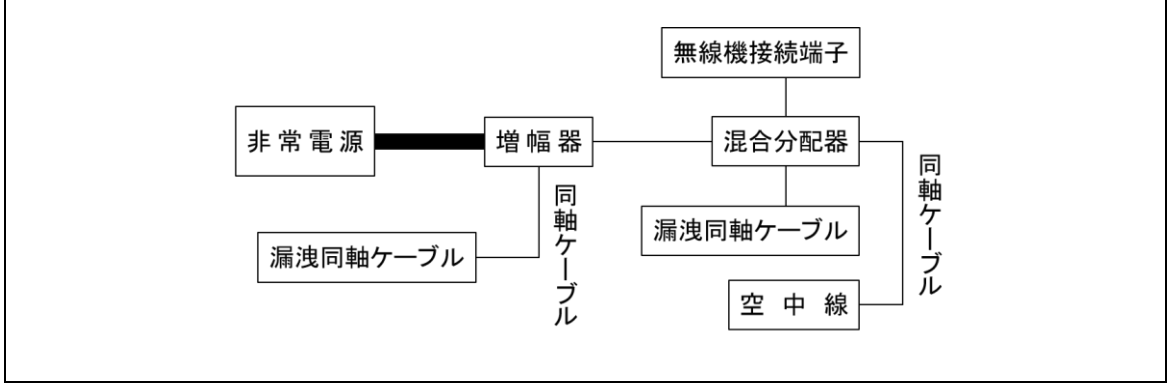 無線機接続端子
非常電源
増幅器
混合分配器
同軸ケーブル
同軸ケーブル
漏洩同軸ケーブル
漏洩同軸ケーブル
空中線